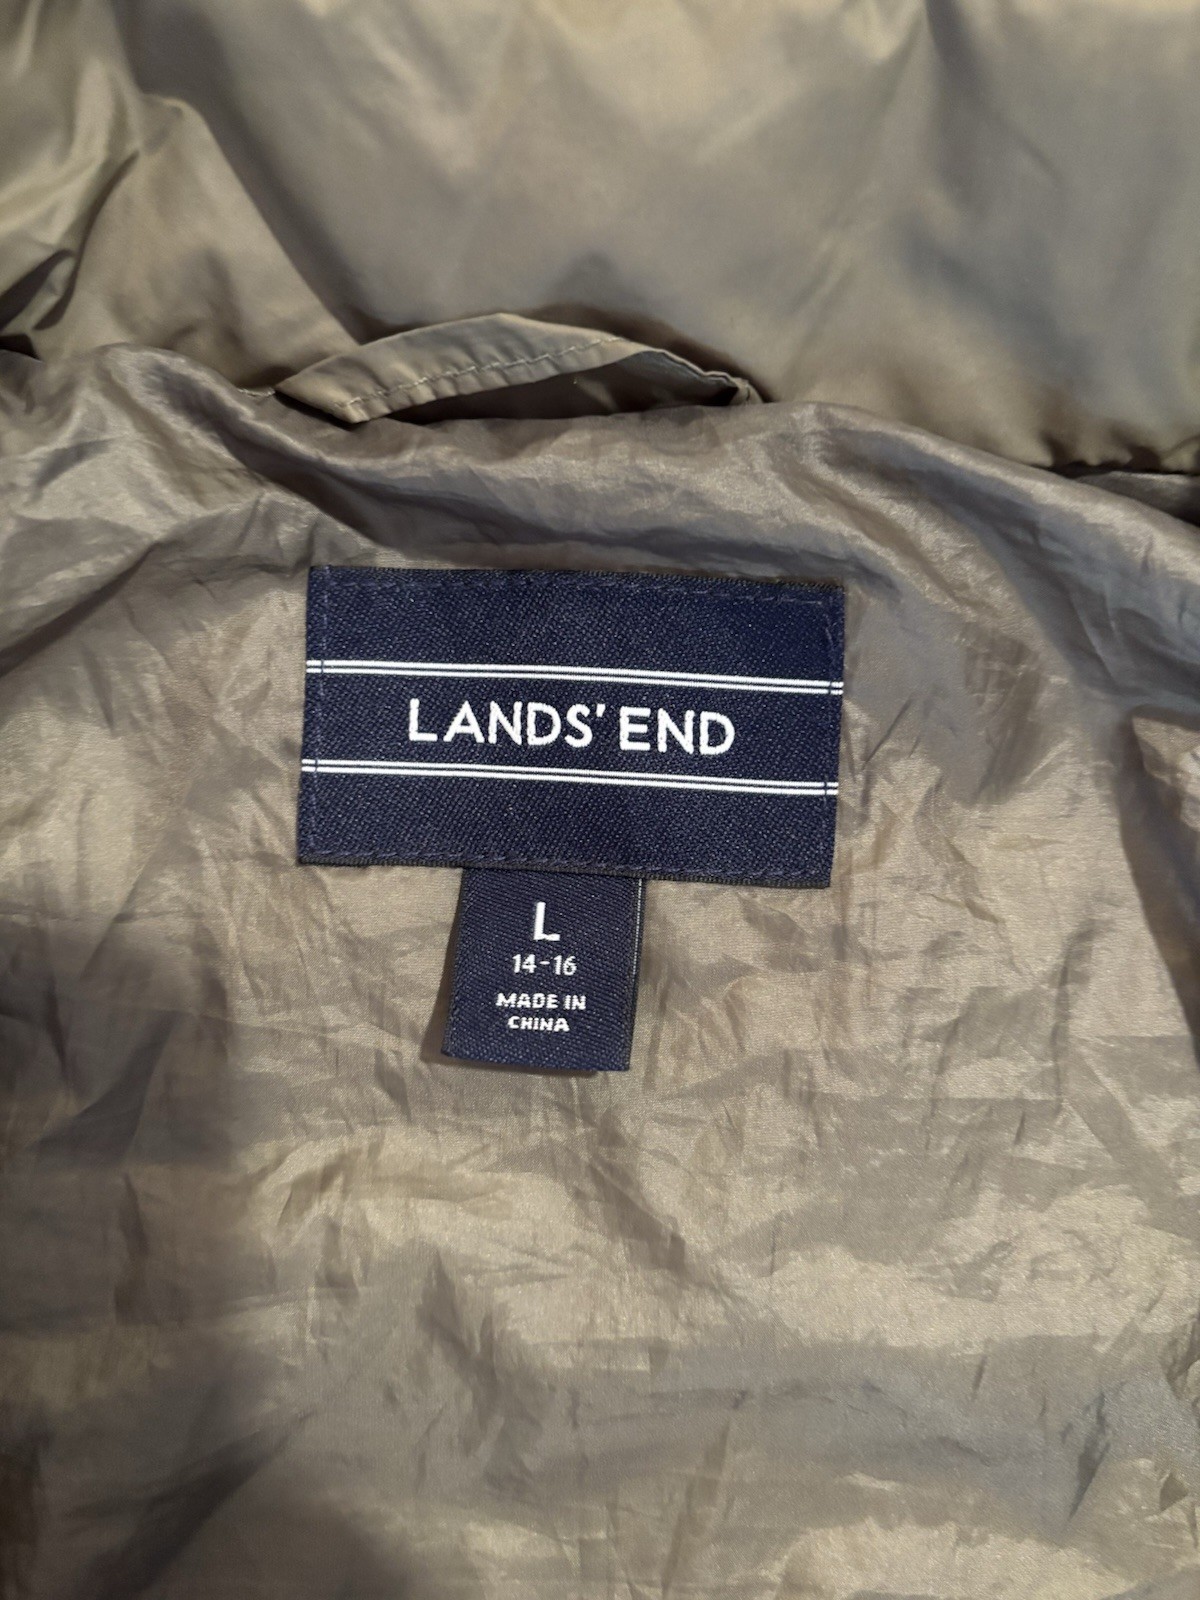 LANDS' END
L
14-16
MADE IN
CHINA